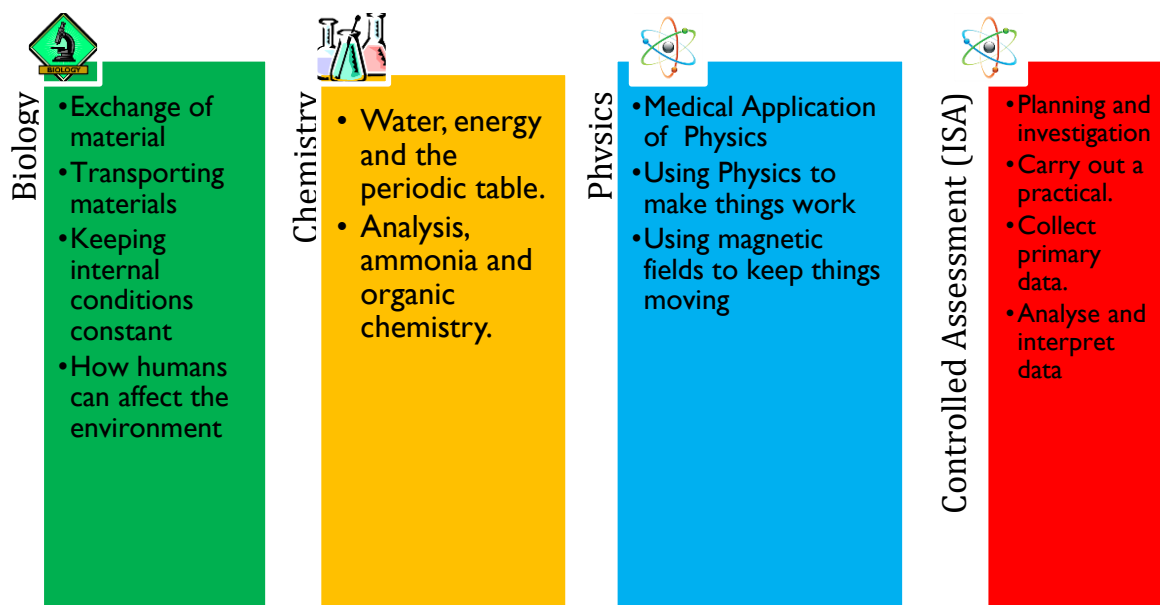 BIOLOGY
Biology
•Exchange of
material
•Transporting
materials
•Keeping
internal
conditions
constant
•How humans
can affect the
environment
Chemistry
• Water, energy
and the
periodic table.
• Analysis,
ammonia and
organic
chemistry.
Physics
•Medical Application
of Physics
•Using Physics to
make things work
•Using magnetic
fields to keep things
moving
Controlled Assessment (ISA)
•Planning and
investigation
•Carry out a
practical.
•Collect
primary
data.
•Analyse and
interpret
data